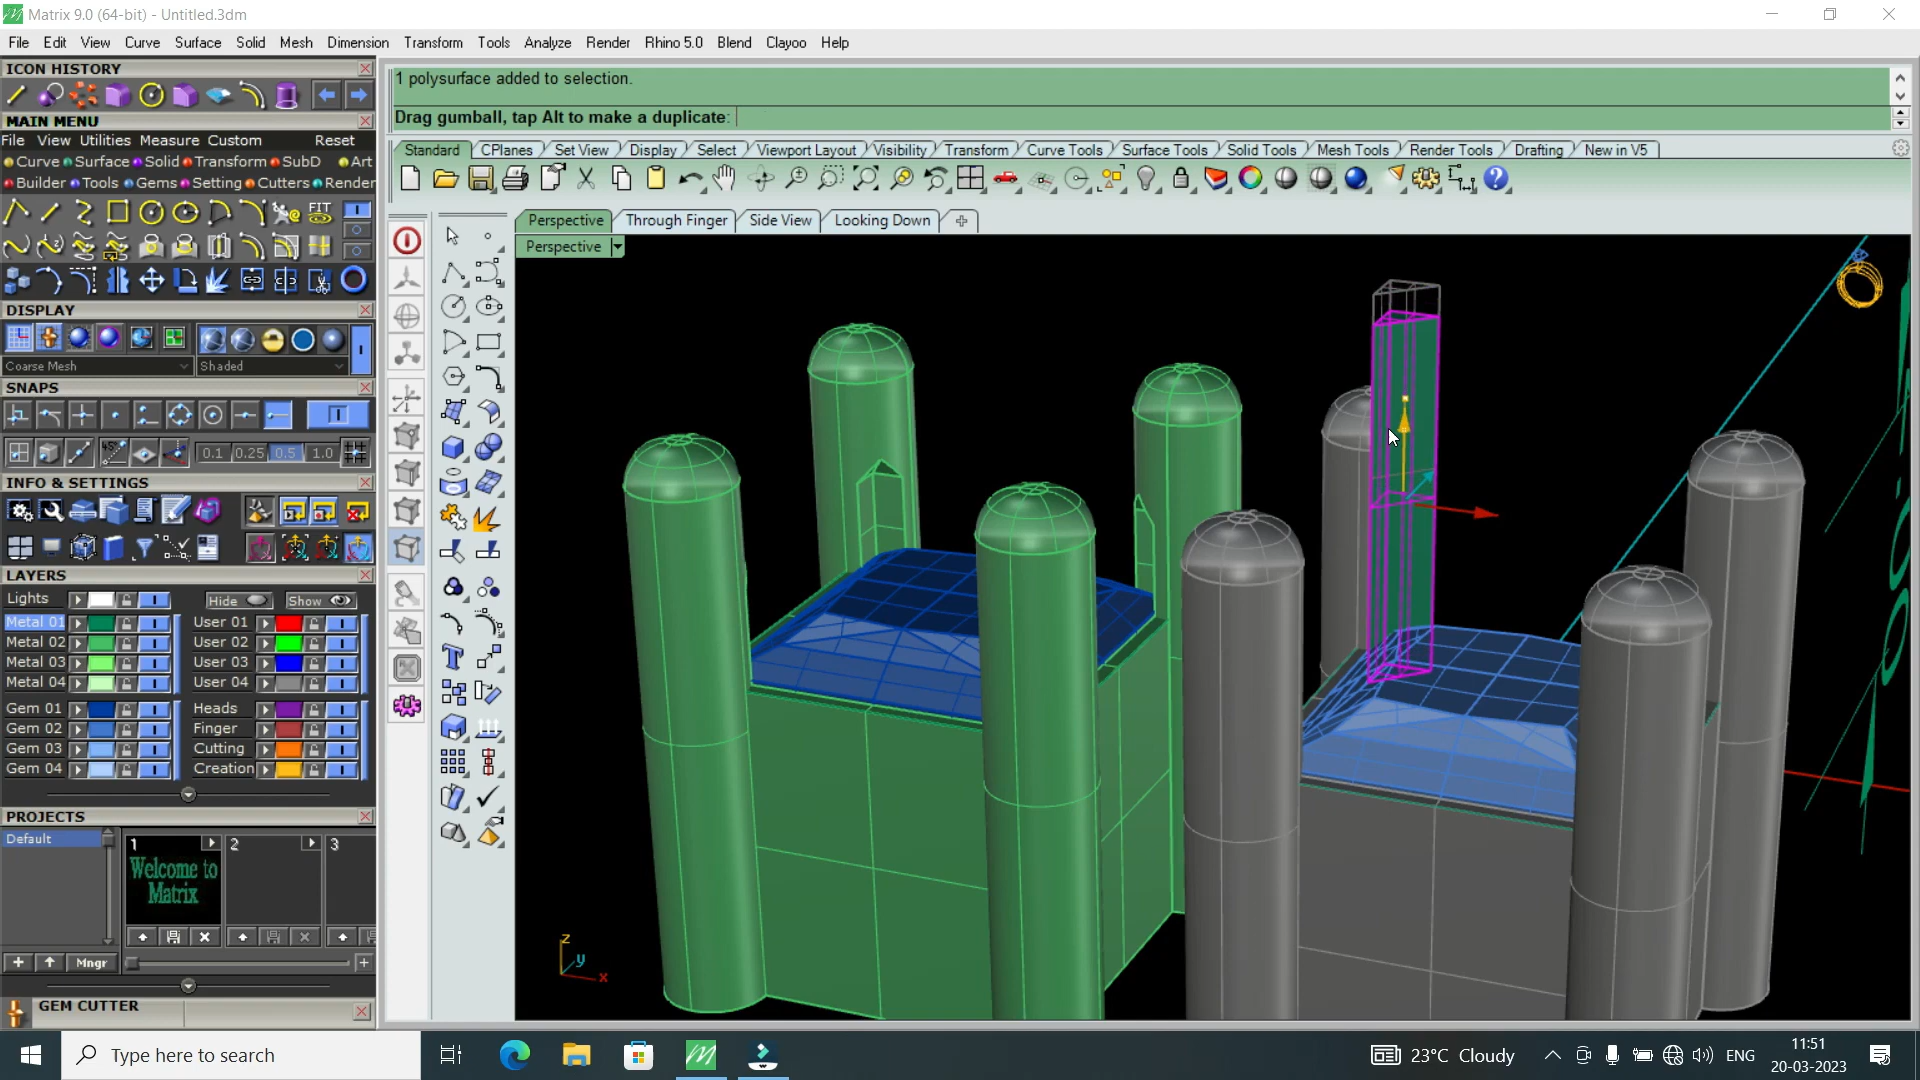 Matrix 9.0 (64-bit) - Untitled.3dm
File Edit View Curve Surface Solid Mesh Dimension Transform Tools Analyze Render Rhino 5.0 Blend Clayoo Help
ICON HISTORY
1 polysurface added to selection.
Drag gumball, tap Alt to make a duplicate:
MAIN MENU
File View Utilities Measure Custom Reset
Curve Surface Solid Transform SubD Art
Builder Tools Gems Setting Cutters Render
Standard CPlanes Set View Display Select Viewport Layout Visibility Transform Curve Tools Surface Tools Solid Tools Mesh Tools Render Tools Drafting New in V5
FIT
Perspective Through Finger Side View Looking Down
Perspective
DISPLAY
Coarse Mesh Shaded
SNAPS
0.1 0.25 0.5 1.0
INFO & SETTINGS
LAYERS
Lights Hide Show
Metal 01 User 01
Metal 02 User 02
Metal 03 User 03
Metal 04 User 04
Gem 01 Heads
Gem 02 Finger
Gem 03 Cutting
Gem 04 Creation
PROJECTS
Default
1 2 3
Welcome to
Matrix
Mngr
GEM CUTTER
z
y
x
Type here to search
23°C Cloudy
ENG
11:51
20-03-2023